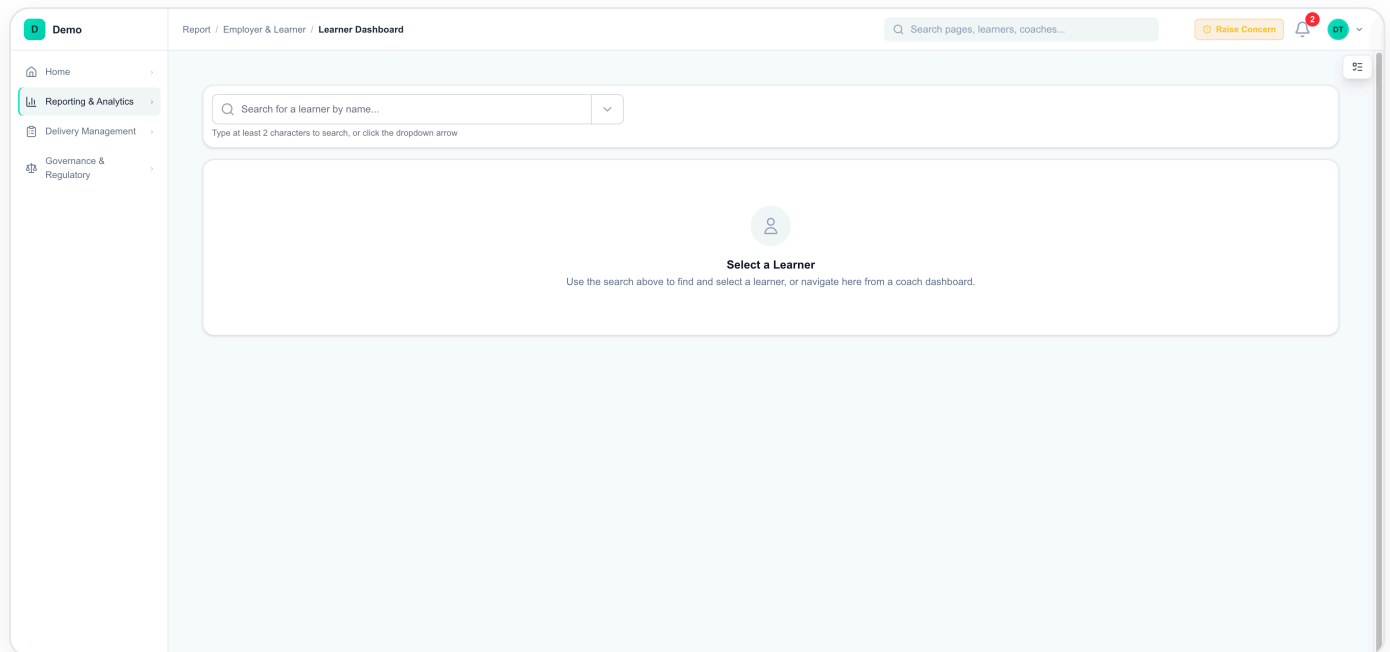 D Demo
Report / Employer & Learner / Learner Dashboard
Search pages, learners, coaches...
Raise Concern
2
DT
Home
Reporting & Analytics
Delivery Management
Governance &
Regulatory
Search for a learner by name...
Type at least 2 characters to search, or click the dropdown arrow
Select a Learner
Use the search above to find and select a learner, or navigate here from a coach dashboard.